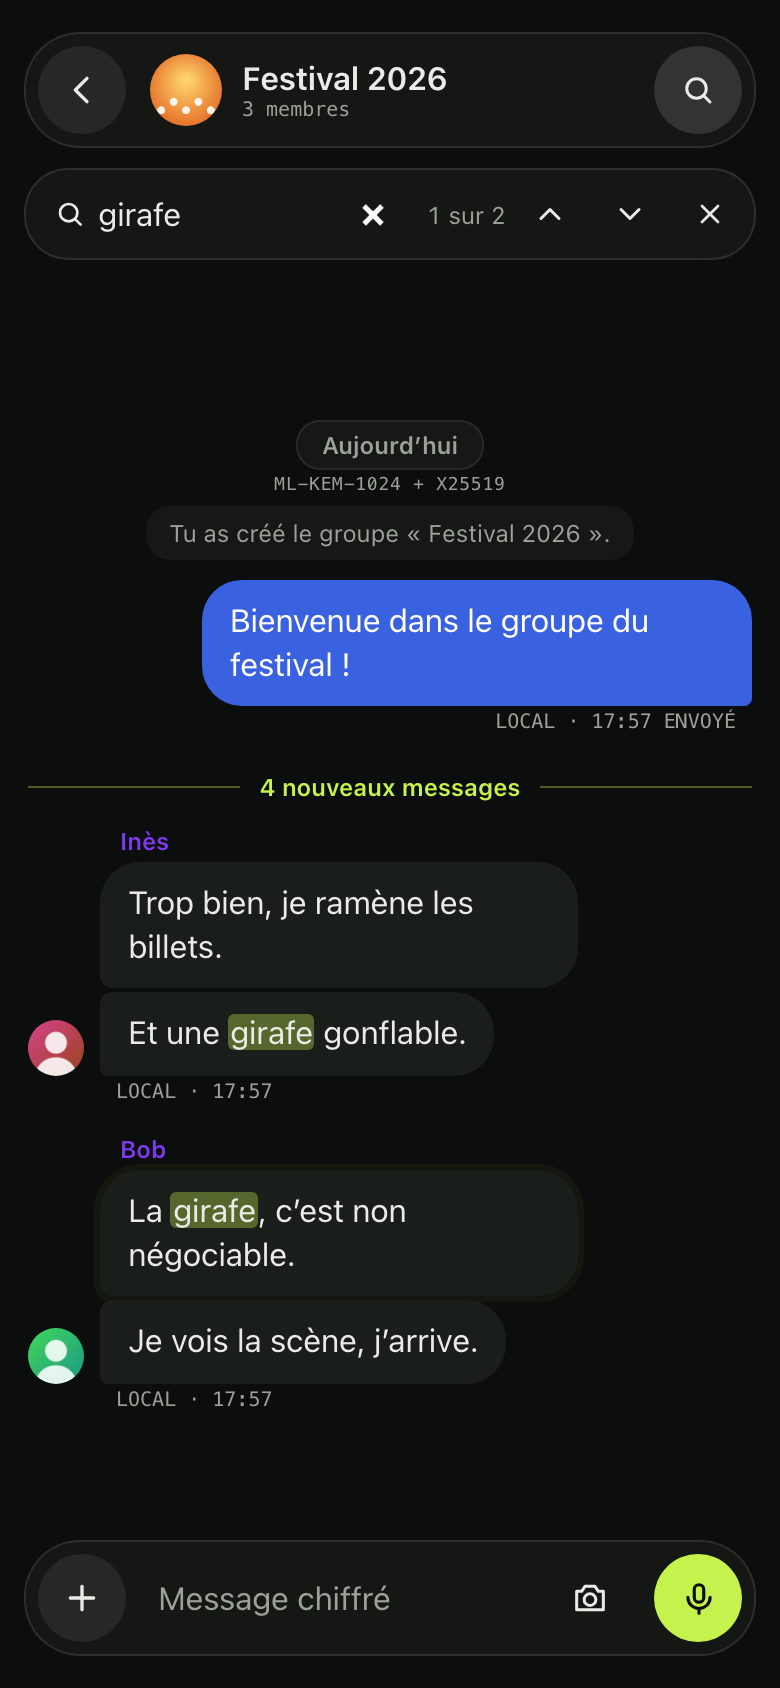 Festival 2026
3 membres
girafe
1 sur 2
Aujourd’hui
ML-KEM-1024 + X25519
Tu as créé le groupe « Festival 2026 ».
Bienvenue dans le groupe du
festival !
LOCAL · 17:57 ENVOYÉ
4 nouveaux messages
Inès
Trop bien, je ramène les
billets.
Et une girafe gonflable.
LOCAL · 17:57
Bob
La girafe, c’est non
négociable.
Je vois la scène, j’arrive.
LOCAL · 17:57
Message chiffré